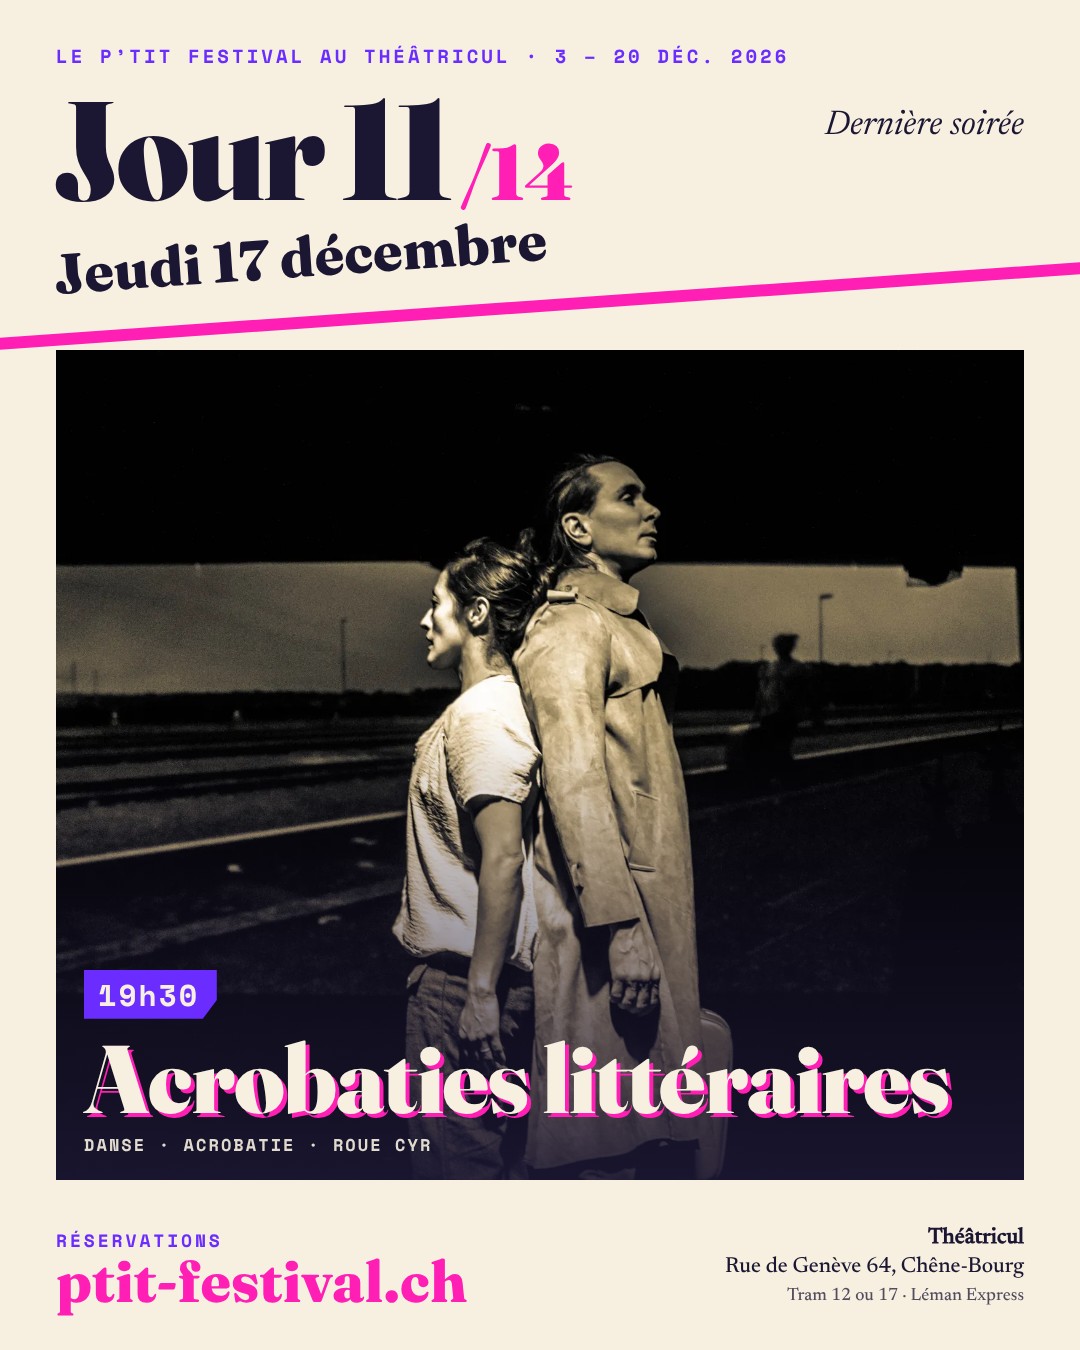 LE P’TIT FESTIVAL AU THÉÂTRICUL · 3 – 20 DÉC. 2026
Jour 11 /14
Dernière soirée
Jeudi 17 décembre
19h30
Acrobaties littéraires
DANSE · ACROBATIE · ROUE CYR
RÉSERVATIONS
ptit-festival.ch
Théâtricul
Rue de Genève 64, Chêne-Bourg
Tram 12 ou 17 · Léman Express